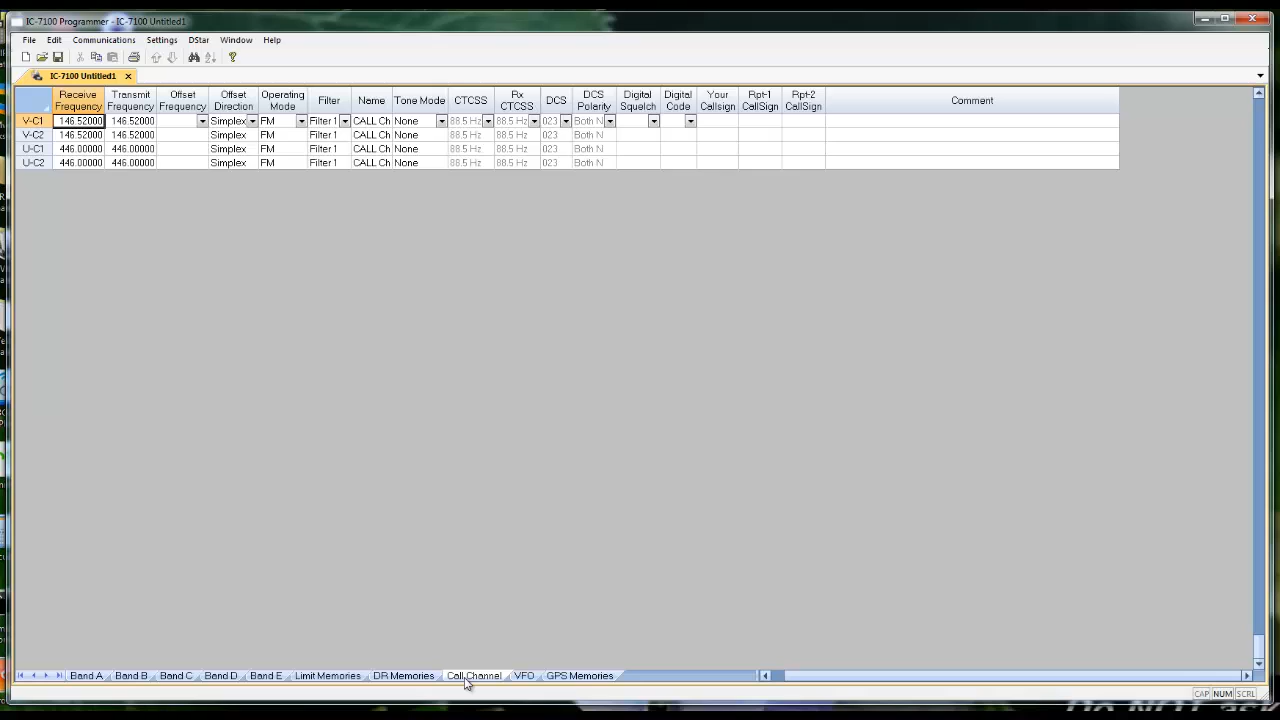 IC-7100 Programmer - IC-7100 Untitled1
File Edit Communications Settings DStar Window Help
IC-7100 Untitled1
Receive Frequency Transmit Frequency Offset Frequency Offset Direction Operating Mode Filter Name Tone Mode CTCSS Rx CTCSS DCS DCS Polarity Digital Squelch Digital Code Your Callsign Rpt-1 CallSign Rpt-2 CallSign Comment
V-C1 146.52000 146.52000 Simplex FM Filter 1 CALL Ch None 88.5 Hz 88.5 Hz 023 Both N
V-C2 146.52000 146.52000 Simplex FM Filter 1 CALL Ch None 88.5 Hz 88.5 Hz 023 Both N
U-C1 446.00000 446.00000 Simplex FM Filter 1 CALL Ch None 88.5 Hz 88.5 Hz 023 Both N
U-C2 446.00000 446.00000 Simplex FM Filter 1 CALL Ch None 88.5 Hz 88.5 Hz 023 Both N
Band A Band B Band C Band D Band E Limit Memories DR Memories Call Channel VFO GPS Memories
CAP NUM SCRL